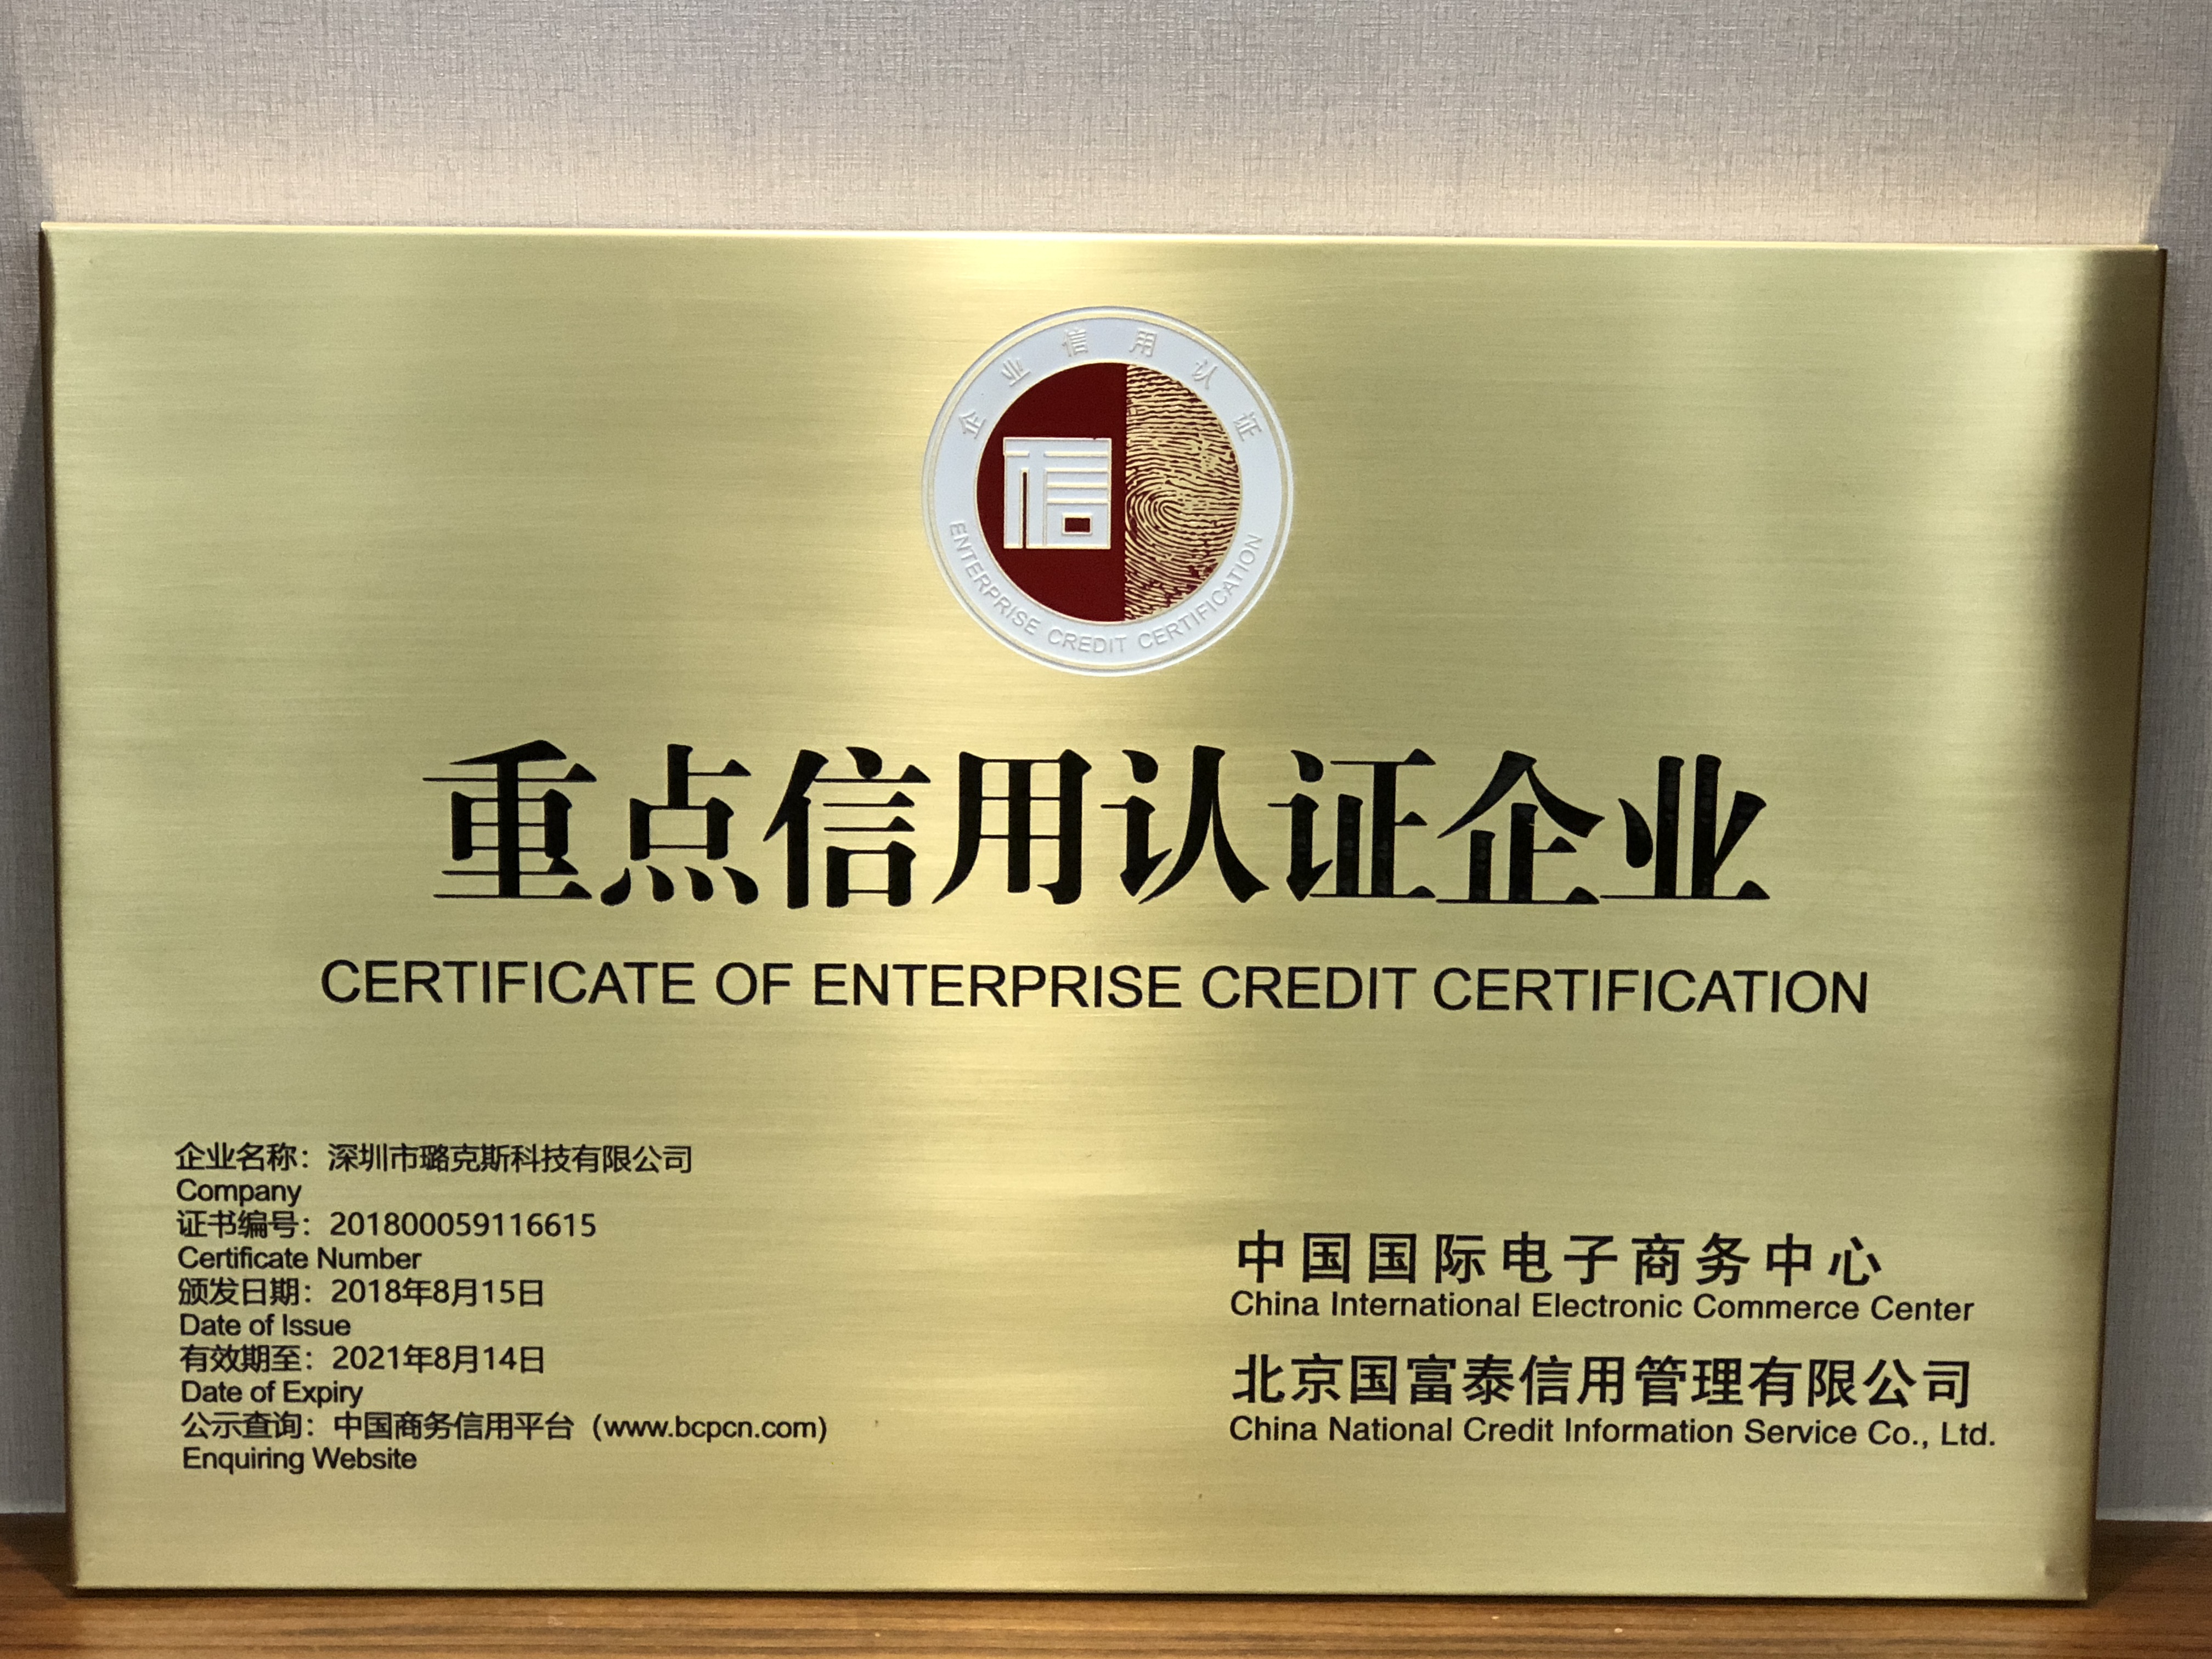 企业信用认证
信
ENTERPRISE CREDIT CERTIFICATION
重点信用认证企业
CERTIFICATE OF ENTERPRISE CREDIT CERTIFICATION
企业名称：深圳市璐克斯科技有限公司
Company
证书编号：201800059116615
Certificate Number
颁发日期：2018年8月15日
Date of Issue
有效期至：2021年8月14日
Date of Expiry
公示查询：中国商务信用平台（www.bcpcn.com）
Enquiring Website
中国国际电子商务中心
China International Electronic Commerce Center
北京国富泰信用管理有限公司
China National Credit Information Service Co., Ltd.